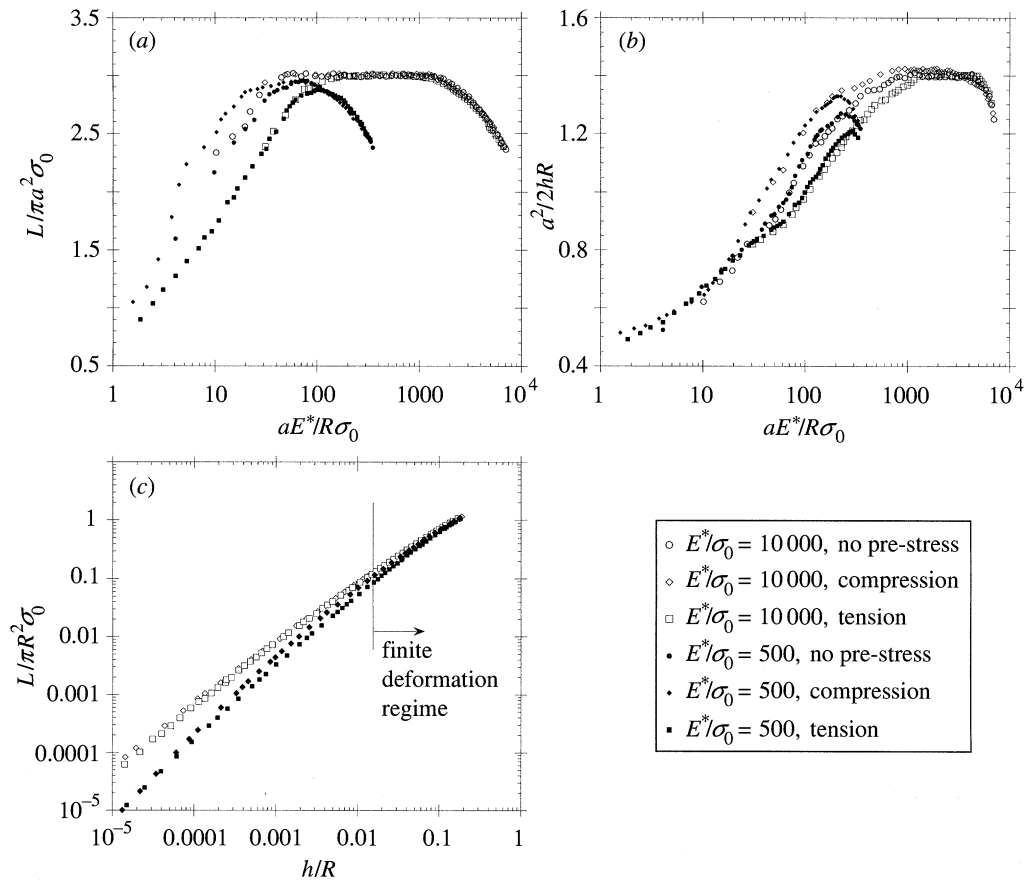 (a)
3.5
2.5
1.5
0.5
L/πa²σ₀
1
10
100
1000
10⁴
aE*/Rσ₀
(b)
1.6
1.2
0.8
0.4
a²/2hR
1
10
100
1000
10⁴
aE*/Rσ₀
(c)
1
0.1
0.01
0.001
0.0001
10⁻⁵
L/πR²σ₀
finite
deformation
regime
10⁻⁵
0.0001
0.001
0.01
0.1
1
h/R
E*/σ₀ = 10 000, no pre-stress
E*/σ₀ = 10 000, compression
E*/σ₀ = 10 000, tension
E*/σ₀ = 500, no pre-stress
E*/σ₀ = 500, compression
E*/σ₀ = 500, tension